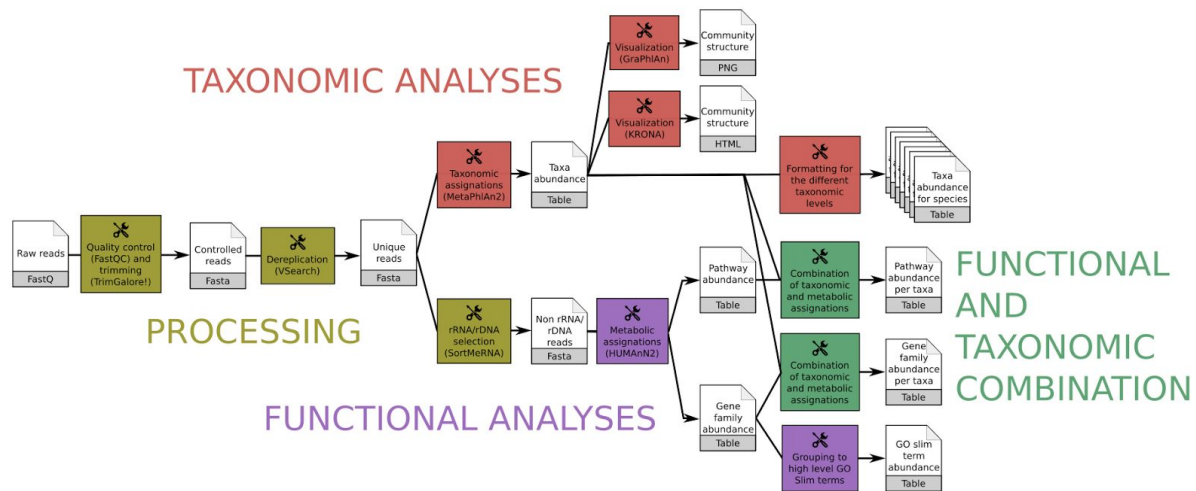 TAXONOMIC ANALYSES
Visualization
(GraPhlAn)
Community
structure
PNG
Visualization
(KRONA)
Community
structure
HTML
Taxonomic
assignations
(MetaPhlAn2)
Taxa
abundance
Table
Formatting for
the different
taxonomic
levels
Taxa
abundance
for species
Table
Raw reads
FastQ
Quality control
(FastQC) and
trimming
(TrimGalore!)
Controlled
reads
Fasta
Dereplication
(VSearch)
Unique
reads
Fasta
PROCESSING
rRNA/rDNA
selection
(SortMeRNA)
Non rRNA/
rDNA
reads
Fasta
Metabolic
assignations
(HUMAnN2)
FUNCTIONAL ANALYSES
Pathway
abundance
Table
Combination
of taxonomic
and metabolic
assignations
Pathway
abundance
per taxa
Table
Gene
family
abundance
Table
Combination
of taxonomic
and metabolic
assignations
Gene
family
abundance
per taxa
Table
Grouping to
high level GO
Slim terms
GO slim
term
abundance
Table
FUNCTIONAL
AND
TAXONOMIC
COMBINATION